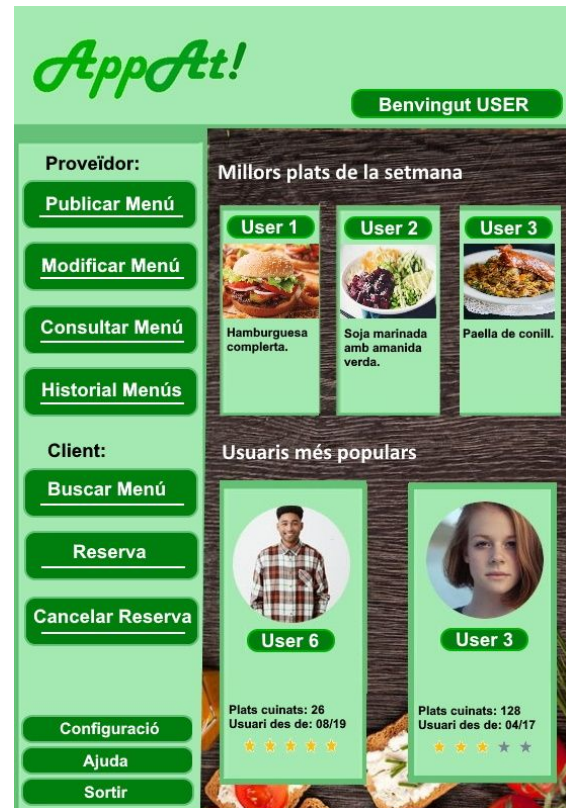 AppAt!
Benvingut USER
Proveïdor:
Publicar Menú
Modificar Menú
Consultar Menú
Historial Menús
Client:
Buscar Menú
Reserva
Cancelar Reserva
Configuració
Ajuda
Sortir
Millors plats de la setmana
User 1
Hamburguesa
complerta.
User 2
Soja marinada
amb amanida
verda.
User 3
Paella de conill.
Usuaris més populars
User 6
Plats cuinats: 26
Usuari des de: 08/19
User 3
Plats cuinats: 128
Usuari des de: 04/17